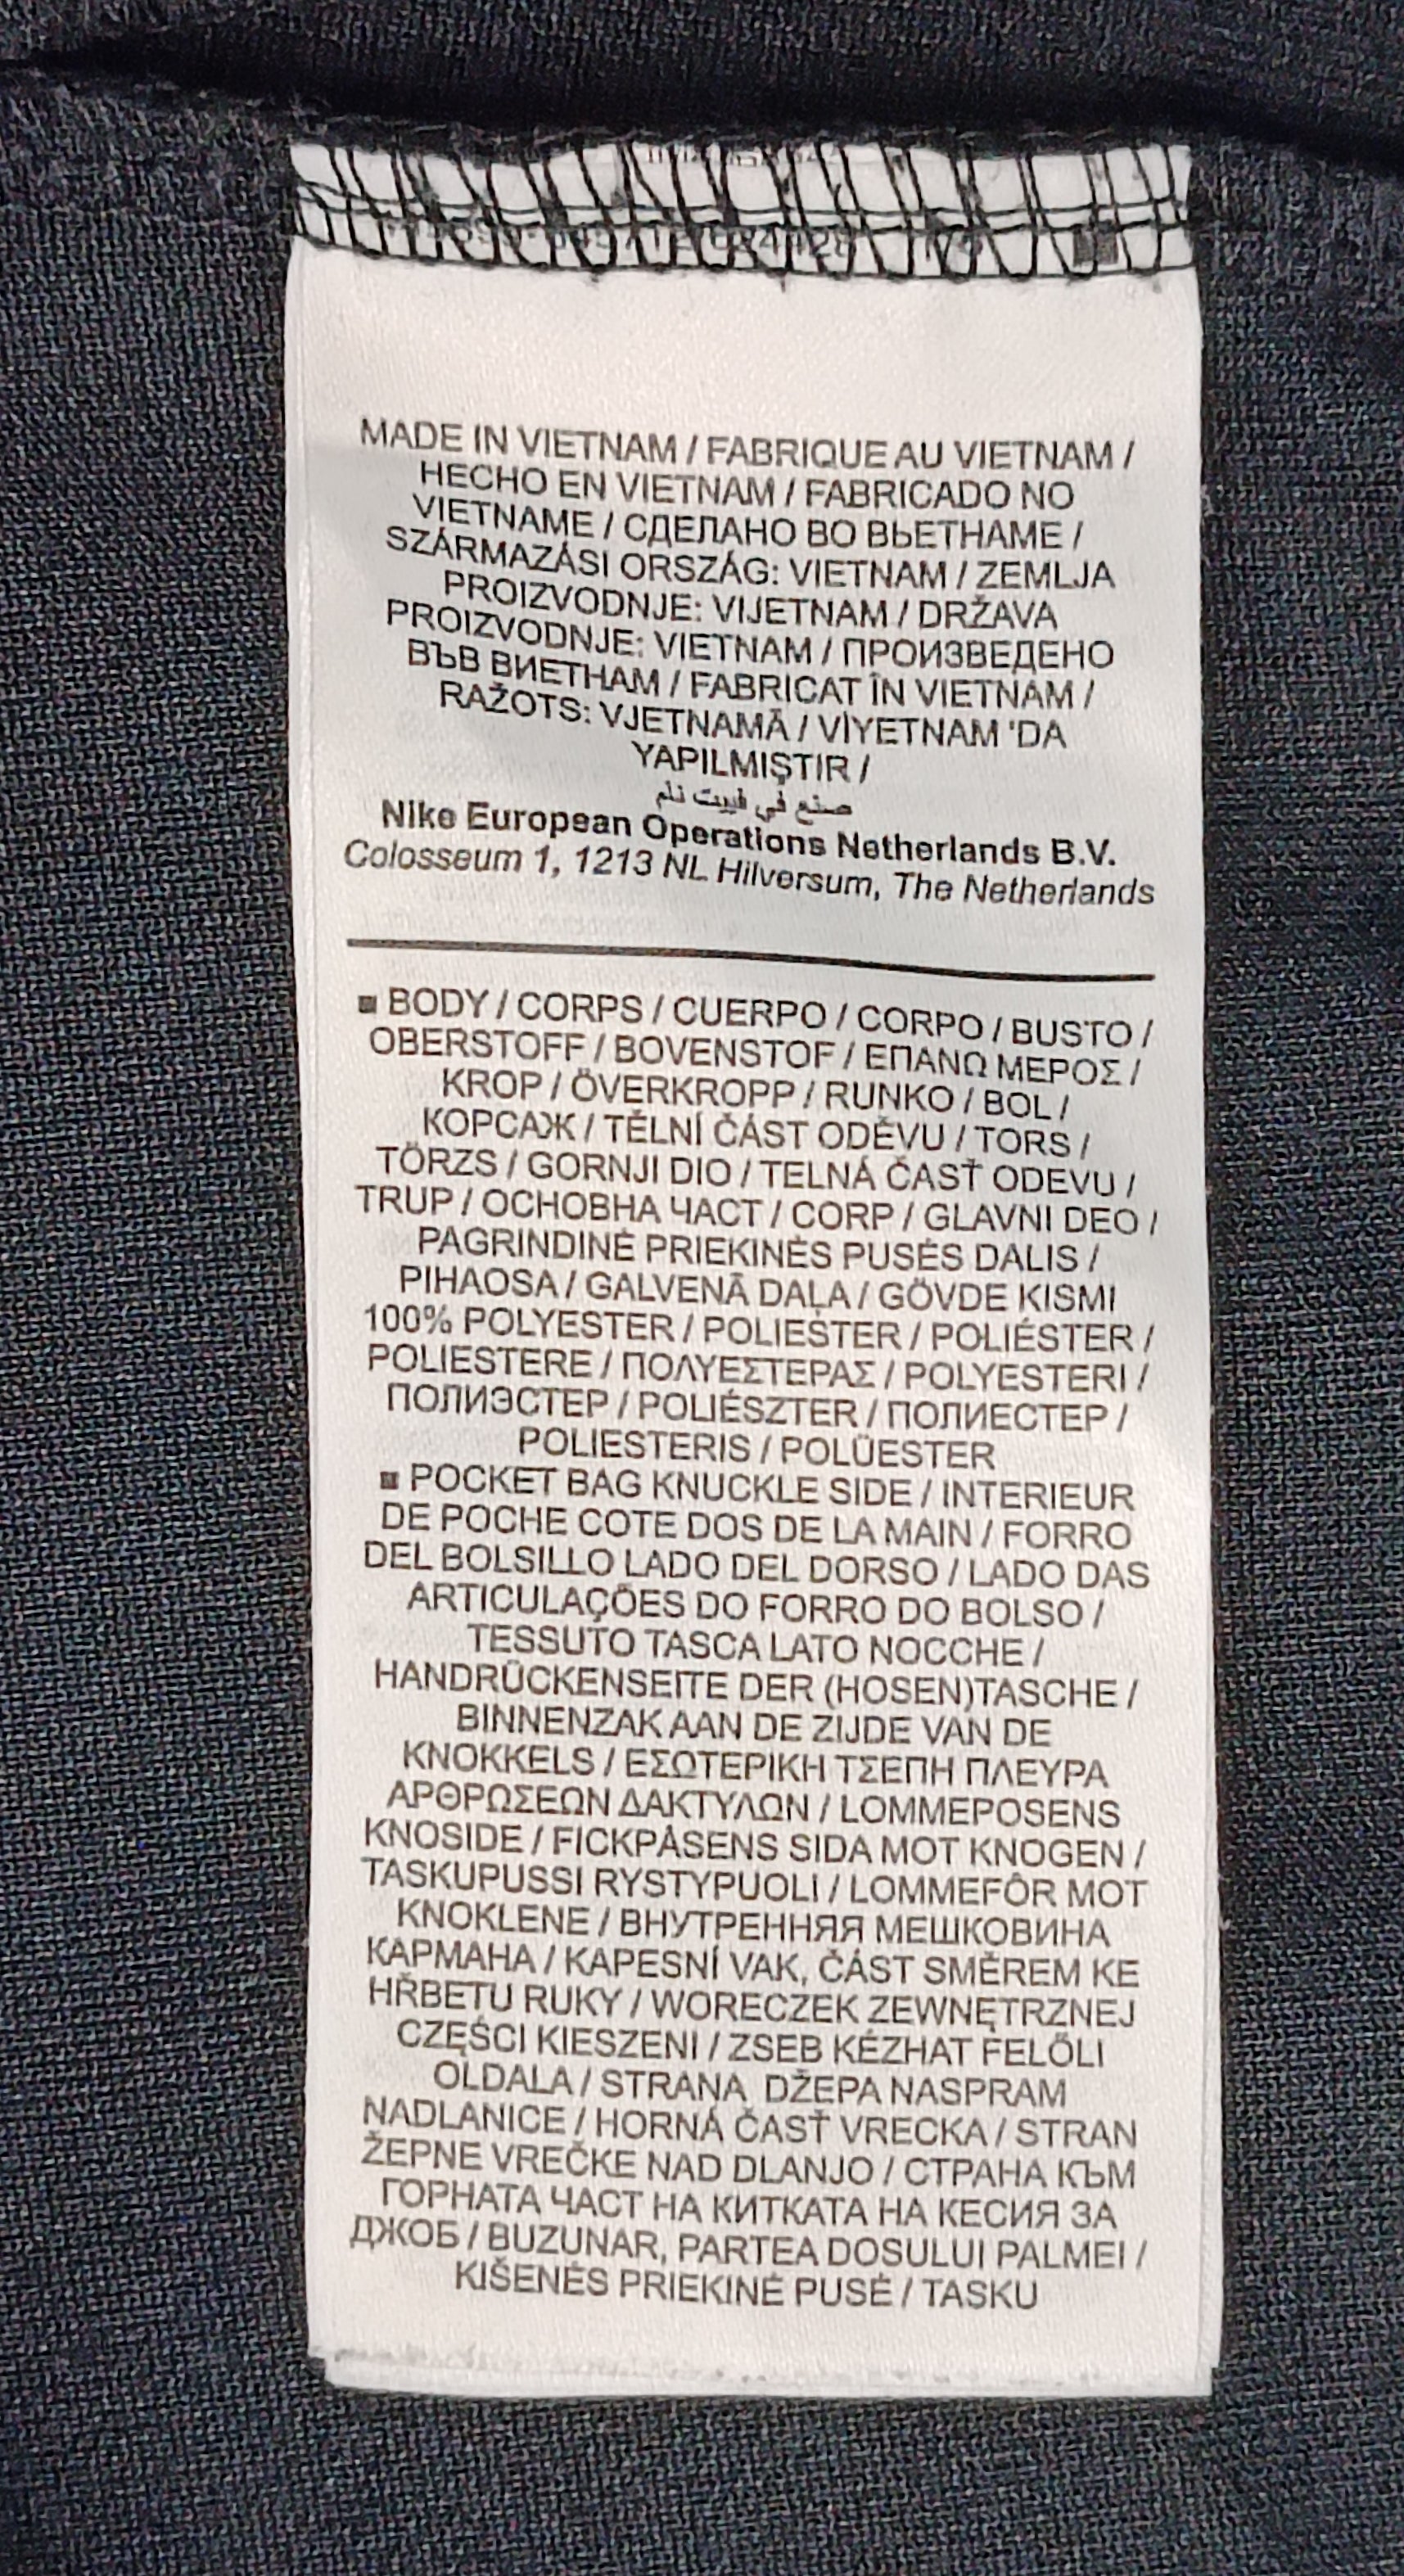 MADE IN VIETNAM / FABRIQUE AU VIETNAM /
HECHO EN VIETNAM / FABRICADO NO
VIETNAME / СДЕЛАНО ВО ВЬЕТНАМЕ /
SZÁRMAZÁSI ORSZÁG: VIETNAM / ZEMLJA
PROIZVODNJE: VIJETNAM / DRŽAVA
PROIZVODNJE: VIETNAM / ПРОИЗВЕДЕНО
ВЪВ ВИЕТНАМ / FABRICAT ÎN VIETNAM /
RAŽOTS: VJETNAMĀ / VİYETNAM 'DA
YAPILMIŞTIR /
صنع في فييت نام
Nike European Operations Netherlands B.V.
Colosseum 1, 1213 NL Hilversum, The Netherlands
■ BODY / CORPS / CUERPO / CORPO / BUSTO /
OBERSTOFF / BOVENSTOF / ΕΠΑΝΩ ΜΕΡΟΣ /
KROP / ÖVERKROPP / RUNKO / BOL /
КОРСАЖ / TĚLNÍ ČÁST ODĚVU / TORS /
TÖRZS / GORNJI DIO / TELNÁ ČASŤ ODEVU /
TRUP / ОСНОВНА ЧАСТ / CORP / GLAVNI DEO /
PAGRINDINĖ PRIEKINĖS PUSĖS DALIS /
PIHAOSA / GALVENĀ DAĻA / GÖVDE KISMI
100% POLYESTER / POLIESTER / POLIÉSTER /
POLIESTERE / ΠΟΛΥΕΣΤΕΡΑΣ / POLYESTERI /
ПОЛИЭСТЕР / POLIÉSZTER / ПОЛИЕСТЕР /
POLIESTERIS / POLÜESTER
■ POCKET BAG KNUCKLE SIDE / INTERIEUR
DE POCHE COTE DOS DE LA MAIN / FORRO
DEL BOLSILLO LADO DEL DORSO / LADO DAS
ARTICULAÇÕES DO FORRO DO BOLSO /
TESSUTO TASCA LATO NOCCHE /
HANDRÜCKENSEITE DER (HOSEN)TASCHE /
BINNENZAK AAN DE ZIJDE VAN DE
KNOKKELS / ΕΣΩΤΕΡΙΚΗ ΤΣΕΠΗ ΠΛΕΥΡΑ
ΑΡΘΡΩΣΕΩΝ ΔΑΚΤΥΛΩΝ / LOMMEPOSENS
KNOSIDE / FICKPÅSENS SIDA MOT KNOGEN /
TASKUPUSSI RYSTYPUOLI / LOMMEFÔR MOT
KNOKLENE / ВНУТРЕННЯЯ МЕШКОВИНА
КАРМАНА / KAPESNÍ VAK, ČÁST SMĚREM KE
HŘBETU RUKY / WORECZEK ZEWNĘTRZNEJ
CZĘŚCI KIESZENI / ZSEB KÉZHAT FELŐLI
OLDALA / STRANA DŽEPA NASPRAM
NADLANICE / HORNÁ ČASŤ VRECKA / STRAN
ŽEPNE VREČKE NAD DLANJO / СТРАНА КЪМ
ГОРНАТА ЧАСТ НА КИТКАТА НА КЕСИЯ ЗА
ДЖОБ / BUZUNAR, PARTEA DOSULUI PALMEI /
KIŠENĖS PRIEKINĖ PUSĖ / TASKU